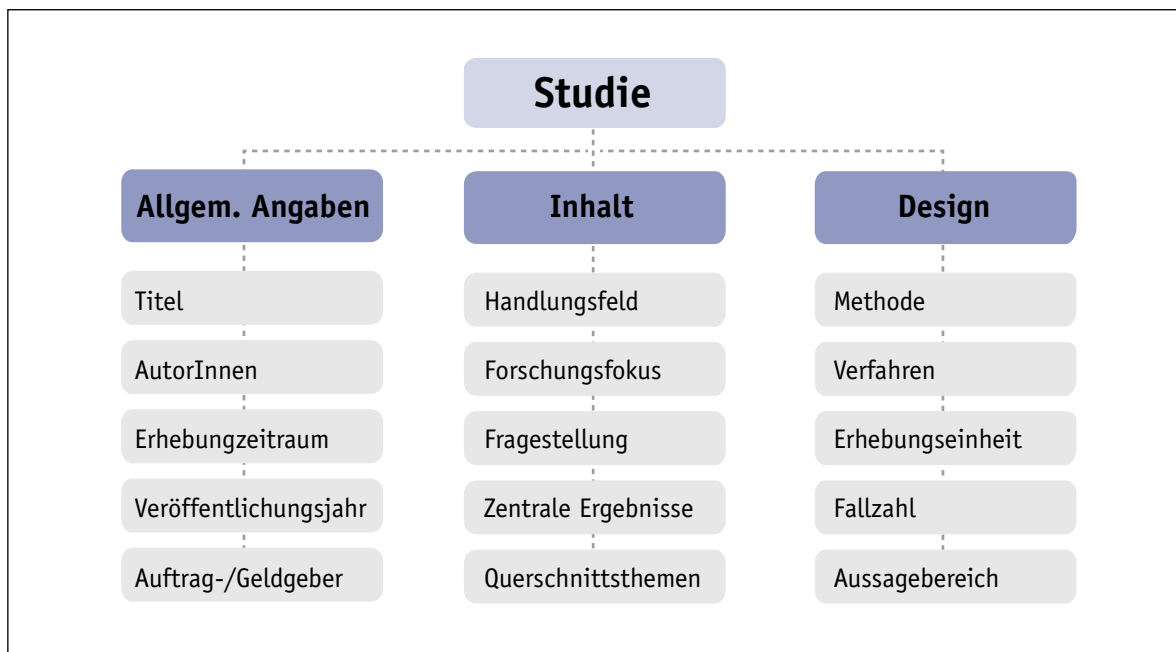 Studie
Allgem. Angaben
Titel
AutorInnen
Erhebungzeitraum
Veröffentlichungsjahr
Auftrag-/Geldgeber
Inhalt
Handlungsfeld
Forschungsfokus
Fragestellung
Zentrale Ergebnisse
Querschnittsthemen
Design
Methode
Verfahren
Erhebungseinheit
Fallzahl
Aussagebereich